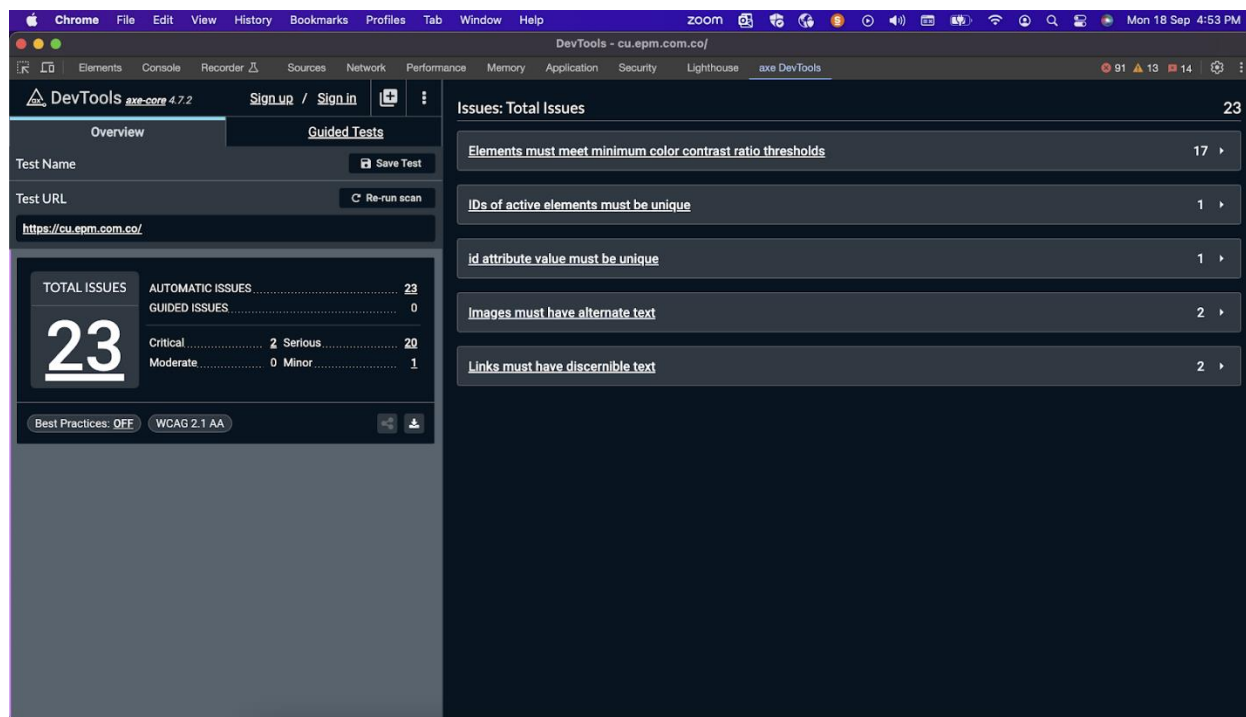 Chrome File Edit View History Bookmarks Profiles Tab Window Help zoom Mon 18 Sep 4:53 PM
DevTools - cu.epm.com.co/
Elements Console Recorder Sources Network Performance Memory Application Security Lighthouse axe DevTools 91 13 14
DevTools axe-core 4.7.2 Sign up / Sign in
Overview Guided Tests
Test Name Save Test
Test URL Re-run scan
https://cu.epm.com.co/
TOTAL ISSUES
23
AUTOMATIC ISSUES 23
GUIDED ISSUES 0
Critical 2 Serious 20
Moderate 0 Minor 1
Best Practices: OFF WCAG 2.1 AA
Issues: Total Issues 23
Elements must meet minimum color contrast ratio thresholds 17
IDs of active elements must be unique 1
id attribute value must be unique 1
Images must have alternate text 2
Links must have discernible text 2